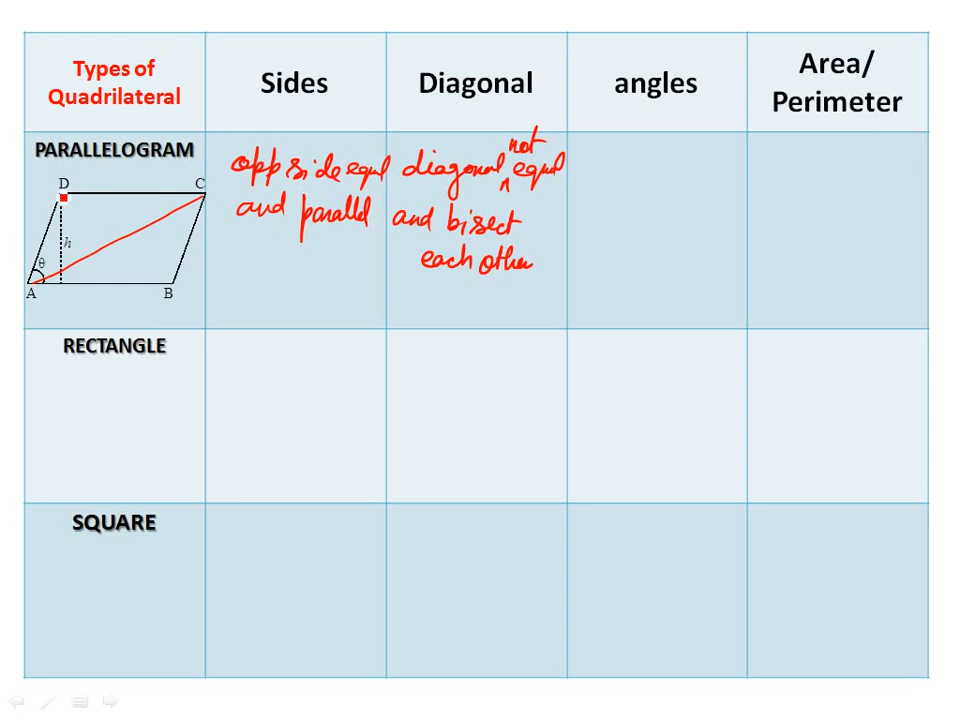 Types of
Quadrilateral
Sides
Diagonal
angles
Area/
Perimeter
PARALLELOGRAM
D
C
h
θ
A
B
opp side equal
and parallel
not
diagonal ^ equal
and bisect
each other
RECTANGLE
SQUARE